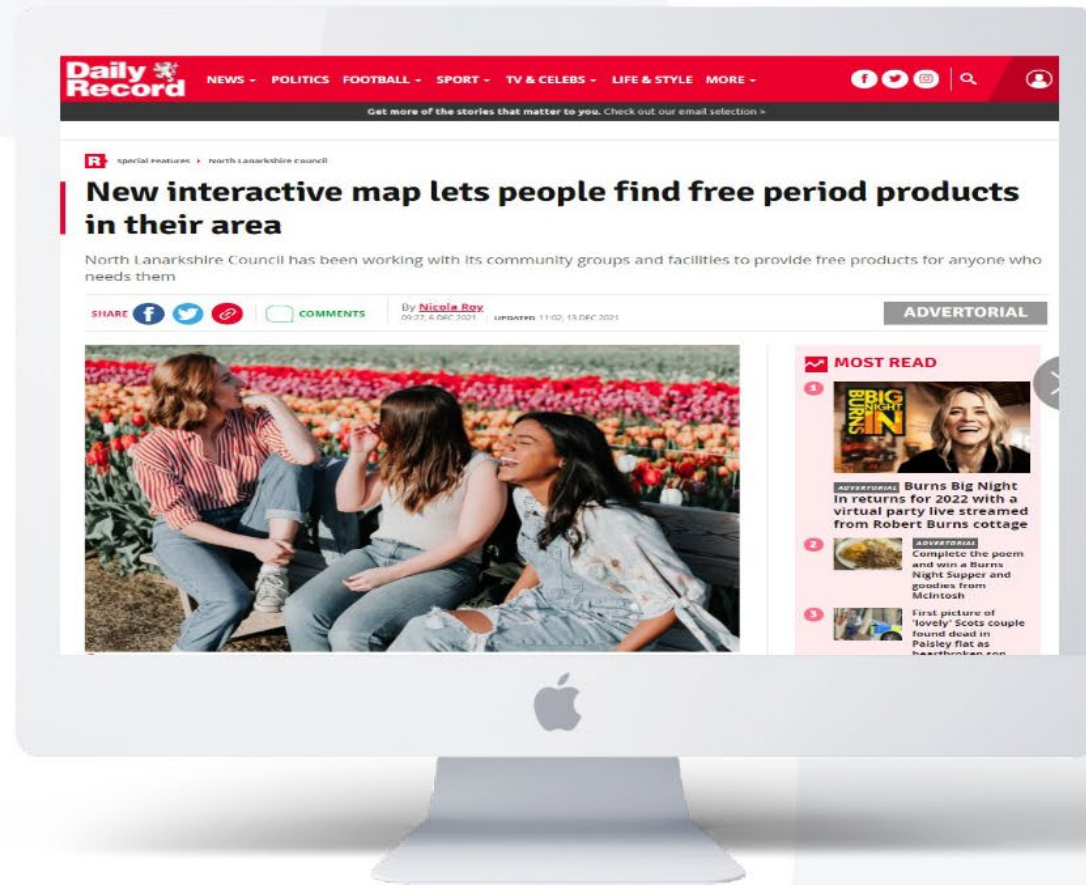 Daily
Record
NEWS POLITICS FOOTBALL SPORT TV & CELEBS LIFE & STYLE MORE
Get more of the stories that matter to you. Check out our email selection >
R Special Features North Lanarkshire Council
New interactive map lets people find free period products
in their area
North Lanarkshire Council has been working with its community groups and facilities to provide free products for anyone who
needs them
SHARE COMMENTS
By Nicola Roy
09:27, 6 DEC 2021 UPDATED 11:02, 13 DEC 2021
ADVERTORIAL
MOST READ
1
BURNS
BIG
NIGHT
IN
ADVERTORIAL Burns Big Night
In returns for 2022 with a
virtual party live streamed
from Robert Burns cottage
2
ADVERTORIAL
Complete the poem
and win a Burns
Night Supper and
goodies from
McIntosh
3
First picture of
'lovely' Scots couple
found dead in
Paisley flat as
heartbroken son